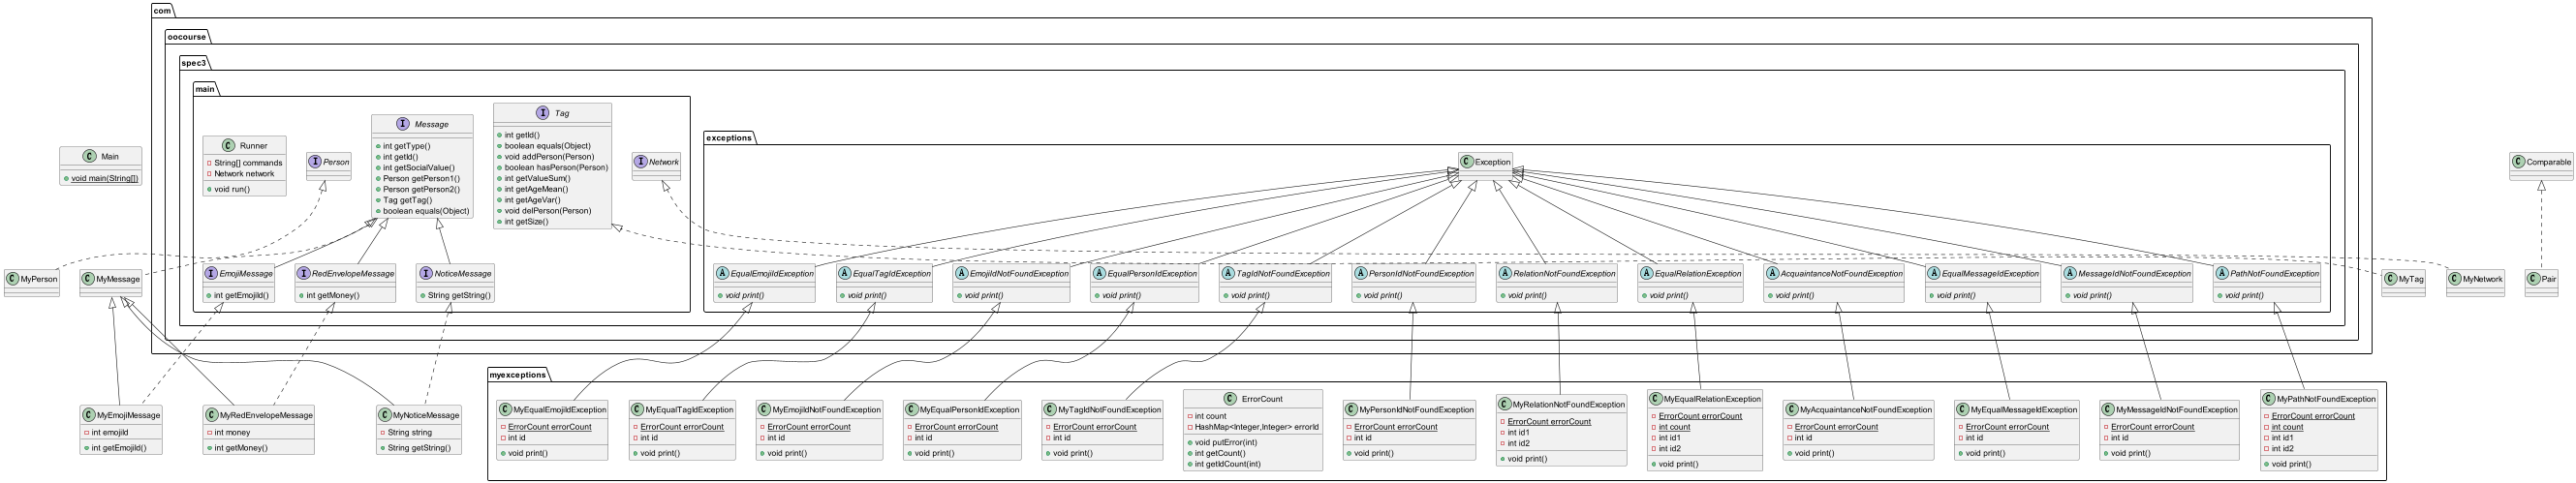 com
oocourse
spec3
main
Runner
String[] commands
Network network
void run()
Person
Message
int getType()
int getId()
int getSocialValue()
Person getPerson1()
Person getPerson2()
Tag getTag()
boolean equals(Object)
Tag
int getId()
boolean equals(Object)
void addPerson(Person)
boolean hasPerson(Person)
int getValueSum()
int getAgeMean()
int getAgeVar()
void delPerson(Person)
int getSize()
Network
EmojiMessage
int getEmojiId()
RedEnvelopeMessage
int getMoney()
NoticeMessage
String getString()
exceptions
Exception
EqualEmojiIdException
void print()
EqualTagIdException
void print()
EmojiIdNotFoundException
void print()
EqualPersonIdException
void print()
TagIdNotFoundException
void print()
PersonIdNotFoundException
void print()
RelationNotFoundException
void print()
EqualRelationException
void print()
AcquaintanceNotFoundException
void print()
EqualMessageIdException
void print()
MessageIdNotFoundException
void print()
PathNotFoundException
void print()
Main
void main(String[])
MyPerson
MyMessage
Comparable
MyTag
MyNetwork
Pair
MyEmojiMessage
int emojiId
int getEmojiId()
MyRedEnvelopeMessage
int money
int getMoney()
MyNoticeMessage
String string
String getString()
myexceptions
MyEqualEmojiIdException
ErrorCount errorCount
int id
void print()
MyEqualTagIdException
ErrorCount errorCount
int id
void print()
MyEmojiIdNotFoundException
ErrorCount errorCount
int id
void print()
MyEqualPersonIdException
ErrorCount errorCount
int id
void print()
MyTagIdNotFoundException
ErrorCount errorCount
int id
void print()
ErrorCount
int count
HashMap<Integer,Integer> errorId
void putError(int)
int getCount()
int getIdCount(int)
MyPersonIdNotFoundException
ErrorCount errorCount
int id
void print()
MyRelationNotFoundException
ErrorCount errorCount
int id1
int id2
void print()
MyEqualRelationException
ErrorCount errorCount
int count
int id1
int id2
void print()
MyAcquaintanceNotFoundException
ErrorCount errorCount
int id
void print()
MyEqualMessageIdException
ErrorCount errorCount
int id
void print()
MyMessageIdNotFoundException
ErrorCount errorCount
int id
void print()
MyPathNotFoundException
ErrorCount errorCount
int count
int id1
int id2
void print()